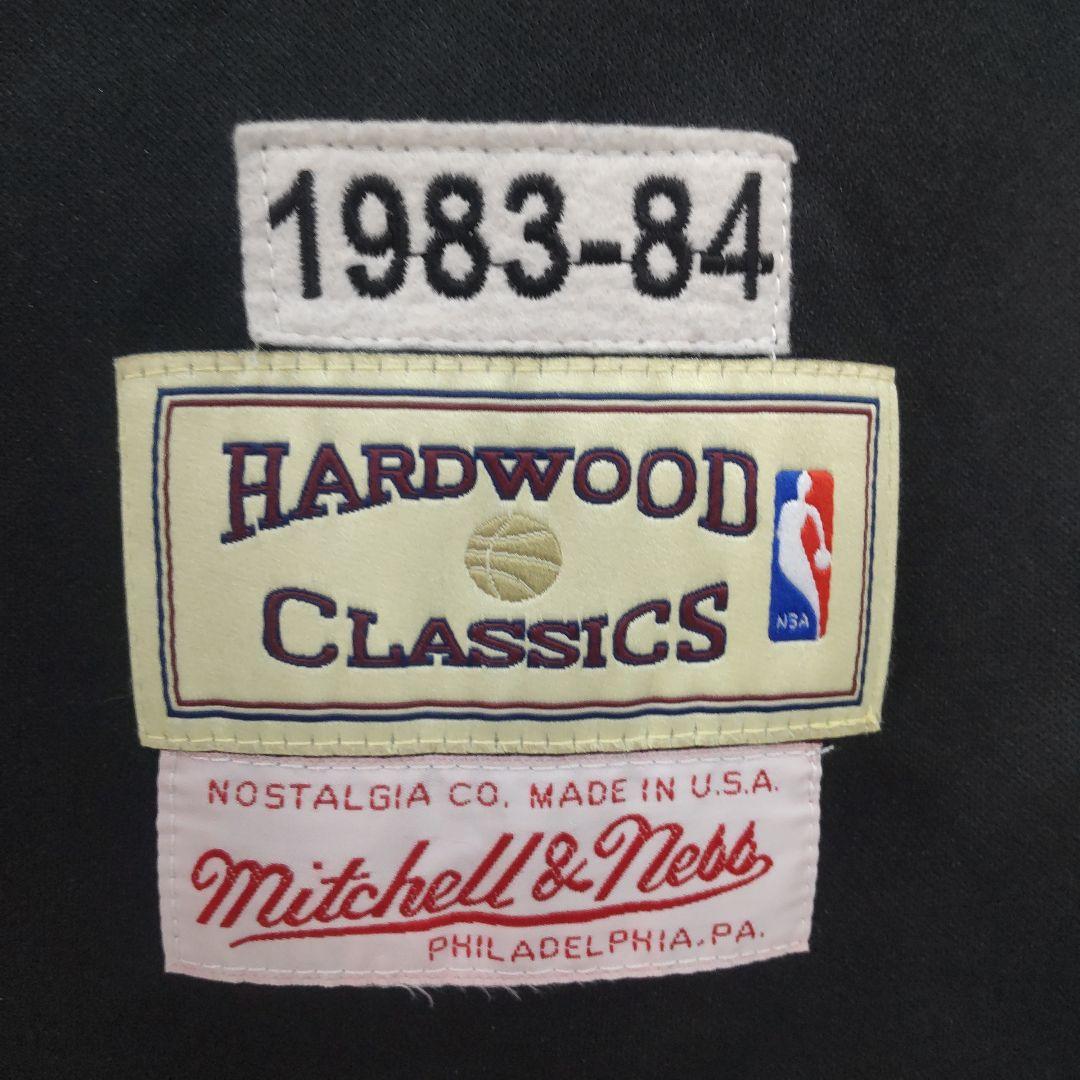 1983-84
HARDWOOD
CLASSICS
NBA
NOSTALGIA CO. MADE IN U.S.A.
Mitchell & Ness
PHILADELPHIA, PA.